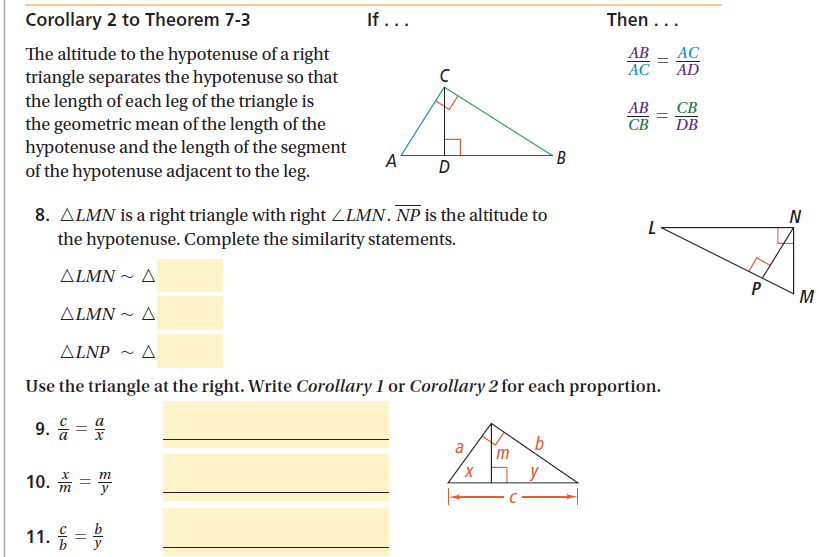 Corollary 2 to Theorem 7-3 If . . . Then . . .
The altitude to the hypotenuse of a right
triangle separates the hypotenuse so that
the length of each leg of the triangle is
the geometric mean of the length of the
hypotenuse and the length of the segment
of the hypotenuse adjacent to the leg.
C
A
D
B
AB/AC = AC/AD
AB/CB = CB/DB
8. △LMN is a right triangle with right ∠LMN. N̅P̅ is the altitude to
the hypotenuse. Complete the similarity statements.
△LMN ~ △
△LMN ~ △
△LNP ~ △
L
N
P
M
Use the triangle at the right. Write Corollary 1 or Corollary 2 for each proportion.
9. c/a = a/x
10. x/m = m/y
11. c/b = b/y
a
m
b
x
y
c